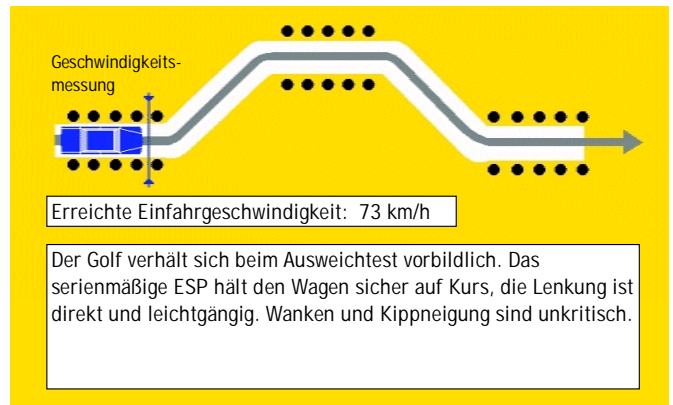 Geschwindigkeits-
messung
Erreichte Einfahrgeschwindigkeit: 73 km/h
Der Golf verhält sich beim Ausweichtest vorbildlich. Das
serienmäßige ESP hält den Wagen sicher auf Kurs, die Lenkung ist
direkt und leichtgängig. Wanken und Kippneigung sind unkritisch.